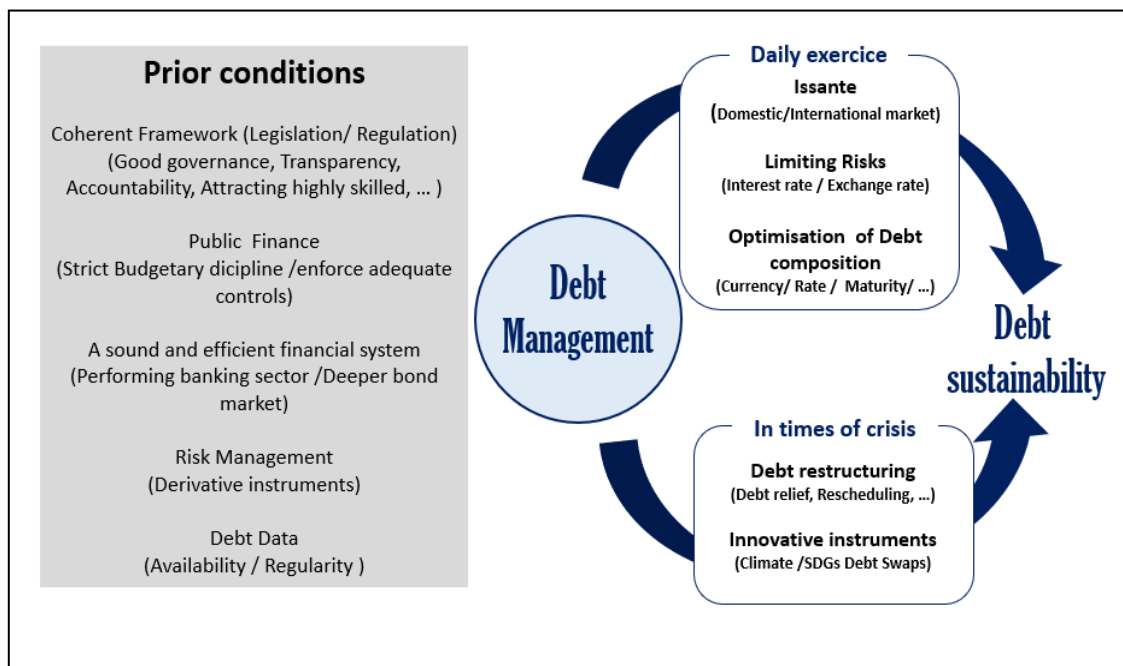 Prior conditions
Coherent Framework (Legislation/ Regulation)
(Good governance, Transparency,
Accountability, Attracting highly skilled, ... )
Public  Finance
(Strict Budgetary dicipline /enforce adequate
controls)
A sound and efficient financial system
(Performing banking sector /Deeper bond
market)
Risk Management
(Derivative instruments)
Debt Data
(Availability / Regularity )
Debt
Management
Daily exercice
Issante
(Domestic/International market)
Limiting Risks
(Interest rate / Exchange rate)
Optimisation  of Debt
composition
(Currency/ Rate /  Maturity/ ...)
In times of crisis
Debt restructuring
(Debt relief, Rescheduling, ...)
Innovative instruments
(Climate /SDGs Debt Swaps)
Debt
sustainability